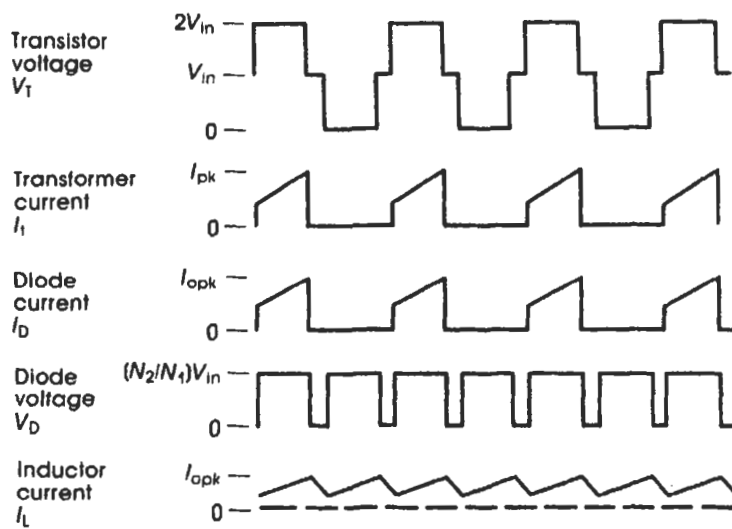 Transistor
voltage
V_T
2V_in
V_in
0
Transformer
current
I_t
I_pk
0
Diode
current
I_D
I_opk
0
Diode
voltage
V_D
(N_2/N_1)V_in
0
Inductor
current
I_L
I_opk
0